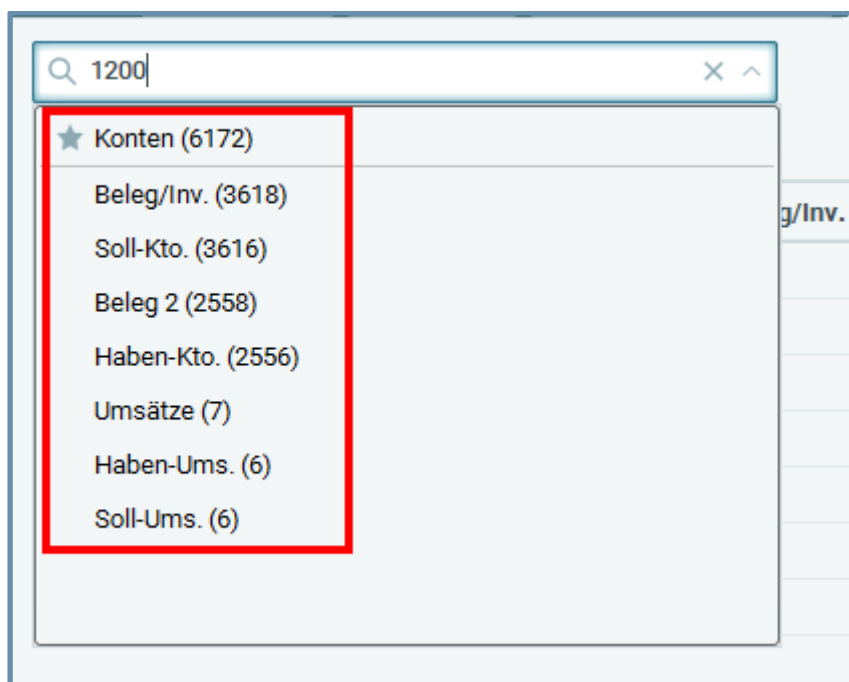 1200
Konten (6172)
Beleg/Inv. (3618)
g/Inv.
Soll-Kto. (3616)
Beleg 2 (2558)
Haben-Kto. (2556)
Umsätze (7)
Haben-Ums. (6)
Soll-Ums. (6)